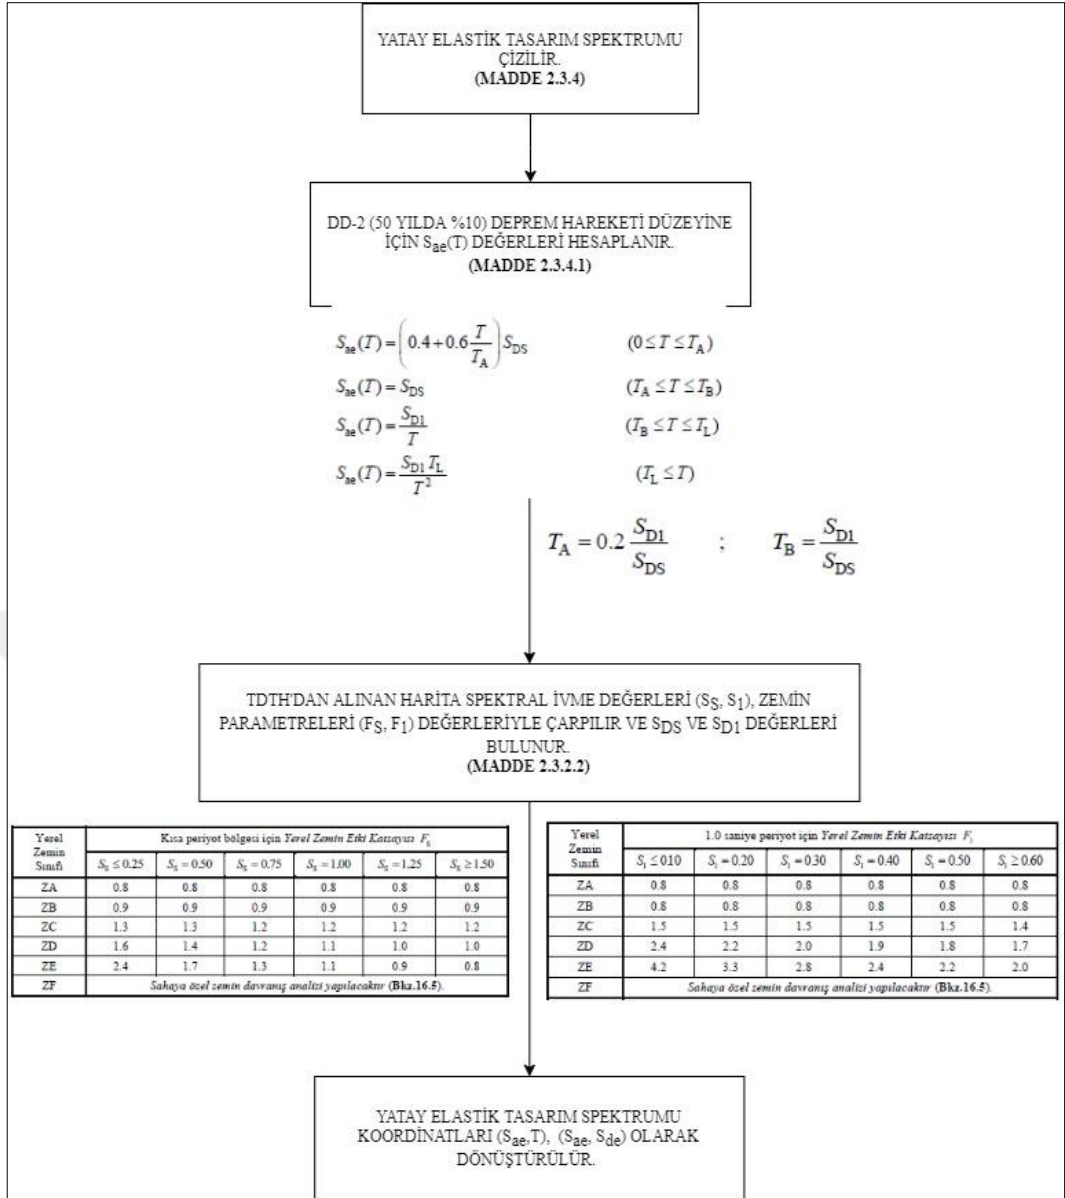 YATAY ELASTİK TASARIM SPEKTRUMU
ÇİZİLİR.
(MADDE 2.3.4)
DD-2 (50 YILDA %10) DEPREM HAREKETİ DÜZEYİNE
İÇİN Sae(T) DEĞERLERİ HESAPLANIR.
(MADDE 2.3.4.1)
Sae(T) = (0.4+0.6 T/TA) SDS (0 ≤ T ≤ TA)
Sae(T) = SDS (TA ≤ T ≤ TB)
Sae(T) = SD1/T (TB ≤ T ≤ TL)
Sae(T) = SD1 TL/T² (TL ≤ T)
TA = 0.2 SD1/SDS ; TB = SD1/SDS
TDTH'DAN ALINAN HARİTA SPEKTRAL İVME DEĞERLERİ (SS, S1), ZEMİN
PARAMETRELERİ (FS, F1) DEĞERLERİYLE ÇARPILIR VE SDS VE SD1 DEĞERLERİ
BULUNUR.
(MADDE 2.3.2.2)
Yerel Zemin Sınıfı
Kısa periyot bölgesi için Yerel Zemin Etki Katsayısı FS
SS ≤ 0.25 SS = 0.50 SS = 0.75 SS = 1.00 SS = 1.25 SS ≥ 1.50
ZA 0.8 0.8 0.8 0.8 0.8 0.8
ZB 0.9 0.9 0.9 0.9 0.9 0.9
ZC 1.3 1.3 1.2 1.2 1.2 1.2
ZD 1.6 1.4 1.2 1.1 1.0 1.0
ZE 2.4 1.7 1.3 1.1 0.9 0.8
ZF Sahaya özel zemin davranış analizi yapılacaktır (Bkz.16.5).
Yerel Zemin Sınıfı
1.0 saniye periyot için Yerel Zemin Etki Katsayısı F1
S1 ≤ 0.10 S1 = 0.20 S1 = 0.30 S1 = 0.40 S1 = 0.50 S1 ≥ 0.60
ZA 0.8 0.8 0.8 0.8 0.8 0.8
ZB 0.8 0.8 0.8 0.8 0.8 0.8
ZC 1.5 1.5 1.5 1.5 1.5 1.4
ZD 2.4 2.2 2.0 1.9 1.8 1.7
ZE 4.2 3.3 2.8 2.4 2.2 2.0
ZF Sahaya özel zemin davranış analizi yapılacaktır (Bkz.16.5).
YATAY ELASTİK TASARIM SPEKTRUMU
KOORDİNATLARI (Sae,T), (Sae, Sde) OLARAK
DÖNÜŞTÜRÜLÜR.